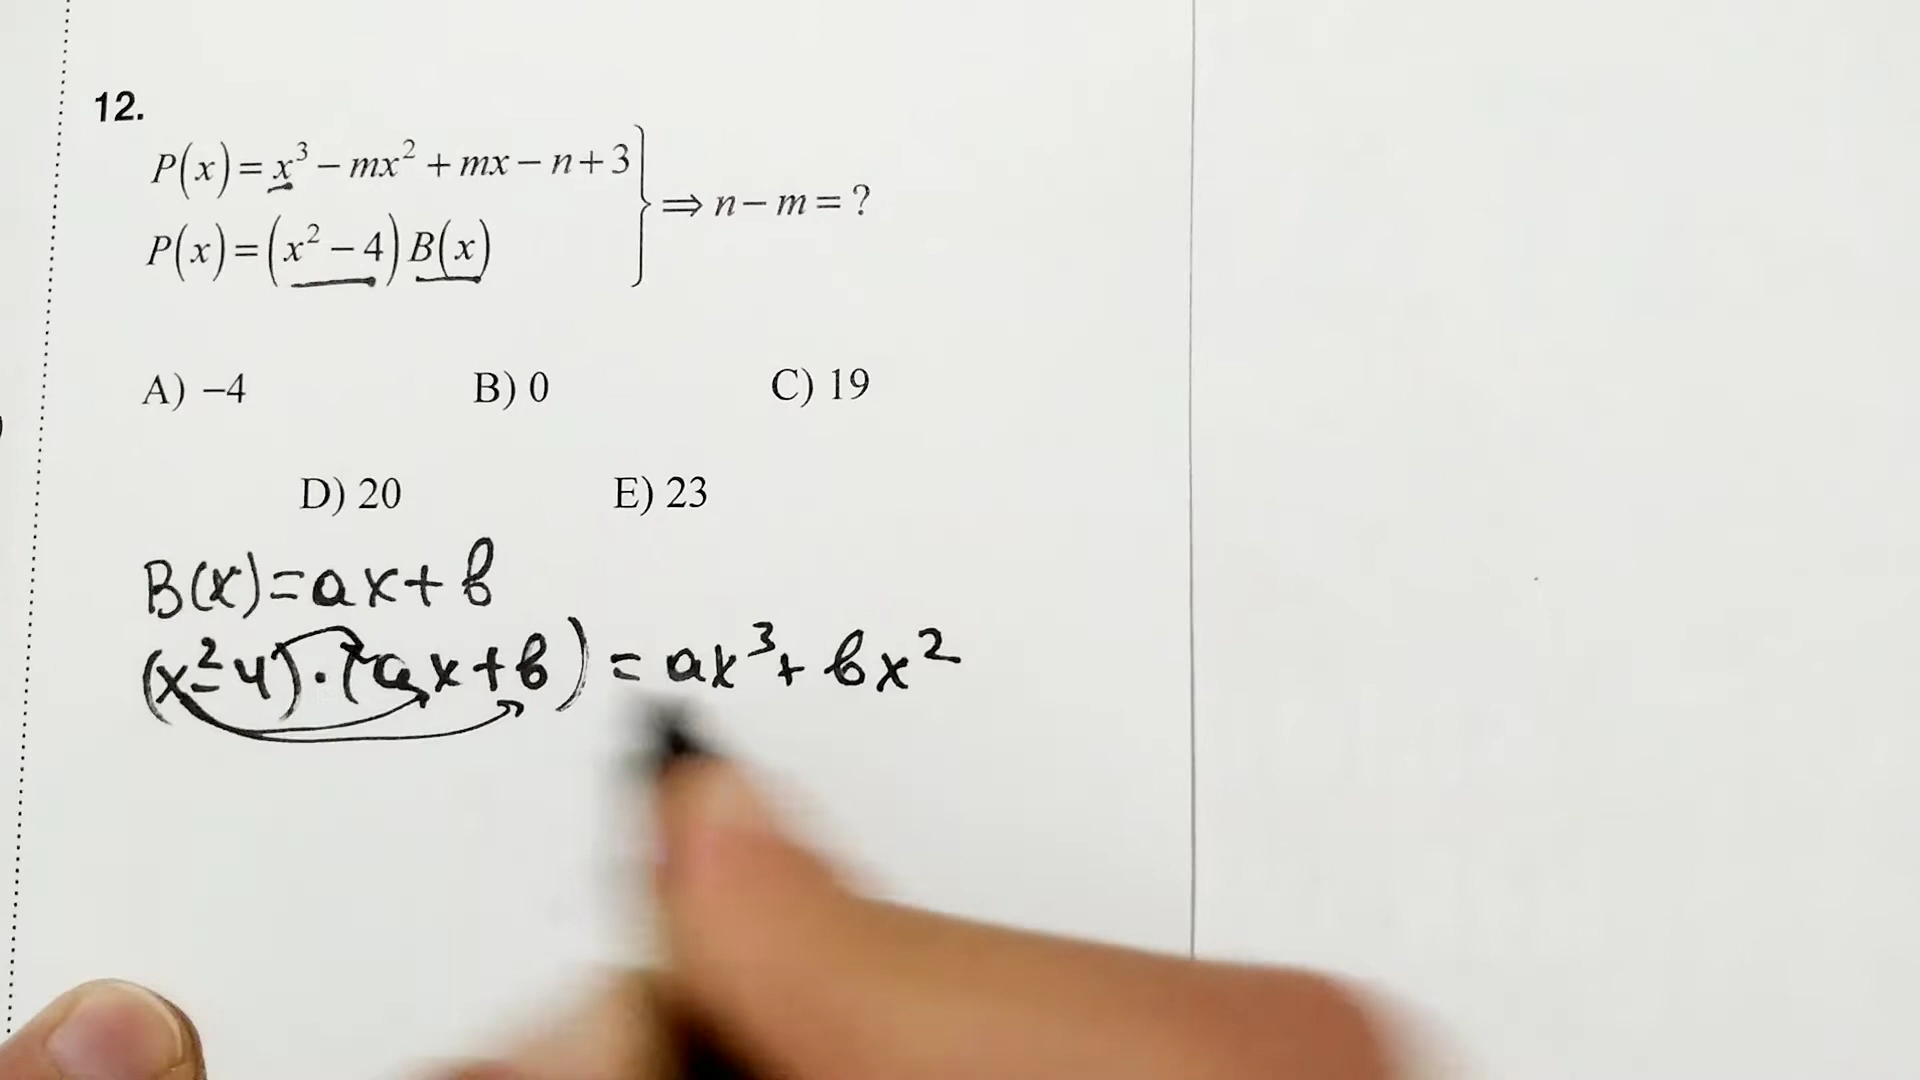 12.
P(x) = x³ − mx² + mx − n + 3
⇒ n − m = ?
P(x) = (x² − 4) B(x)
A) −4 B) 0 C) 19
D) 20 E) 23
B(x) = ax + b
(x² − 4) · (ax + b) = ax³ + bx²